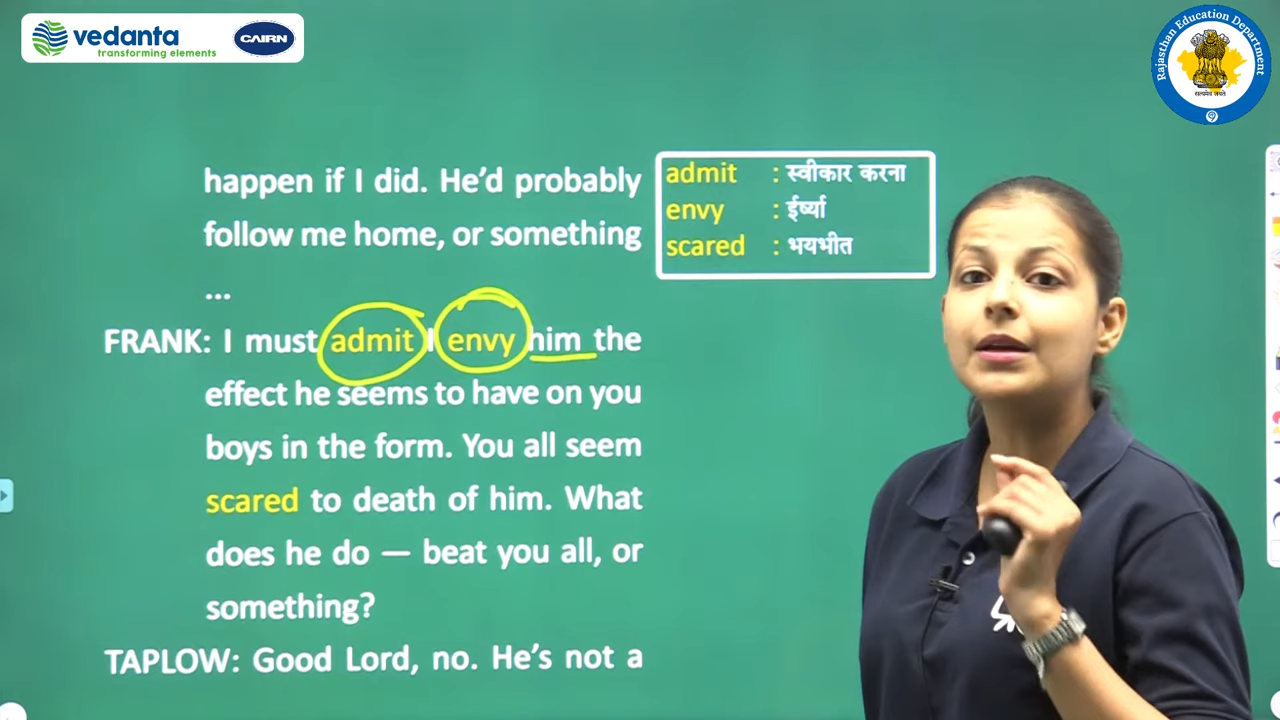 vedanta
transforming elements
CAIRN
Rajasthan Education Department
सत्यमेव जयते
happen if I did. He'd probably
follow me home, or something
...
FRANK: I must admit I envy him the
effect he seems to have on you
boys in the form. You all seem
scared to death of him. What
does he do — beat you all, or
something?
TAPLOW: Good Lord, no. He's not a
admit : स्वीकार करना
envy : ईर्ष्या
scared : भयभीत